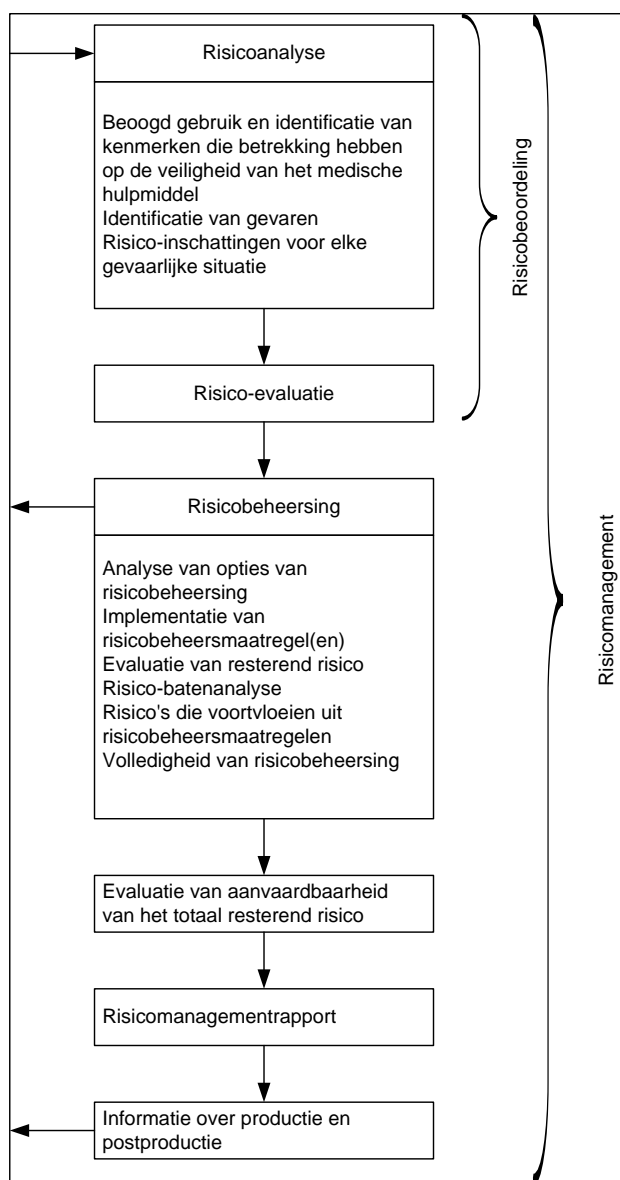 Risicoanalyse
Beoogd gebruik en identificatie van
kenmerken die betrekking hebben
op de veiligheid van het medische
hulpmiddel
Identificatie van gevaren
Risico-inschattingen voor elke
gevaarlijke situatie
Risico-evaluatie
Risicobeoordeling
Risicobeheersing
Analyse van opties van
risicobeheersing
Implementatie van
risicobeheersmaatregel(en)
Evaluatie van resterend risico
Risico-batenanalyse
Risico's die voortvloeien uit
risicobeheersmaatregelen
Volledigheid van risicobeheersing
Evaluatie van aanvaardbaarheid
van het totaal resterend risico
Risicomanagementrapport
Informatie over productie en
postproductie
Risicomanagement